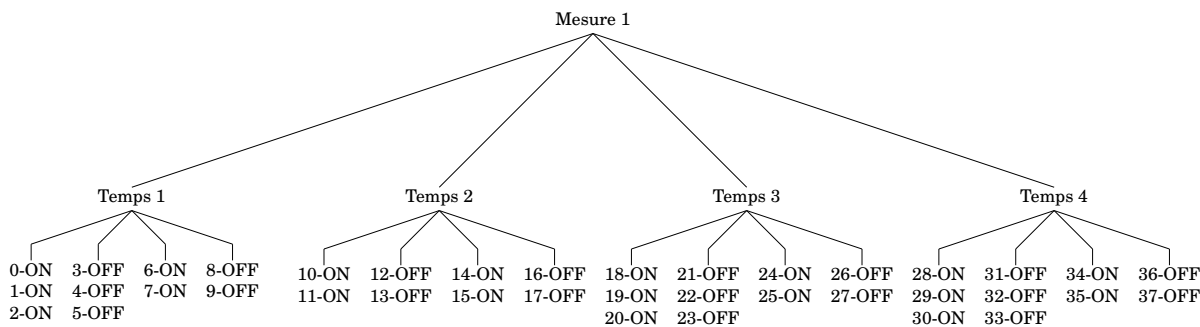 Mesure 1
Temps 1 Temps 2 Temps 3 Temps 4
0-ON 3-OFF 6-ON 8-OFF 10-ON 12-OFF 14-ON 16-OFF 18-ON 21-OFF 24-ON 26-OFF 28-ON 31-OFF 34-ON 36-OFF
1-ON 4-OFF 7-ON 9-OFF 11-ON 13-OFF 15-ON 17-OFF 19-ON 22-OFF 25-ON 27-OFF 29-ON 32-OFF 35-ON 37-OFF
2-ON 5-OFF 20-ON 23-OFF 30-ON 33-OFF